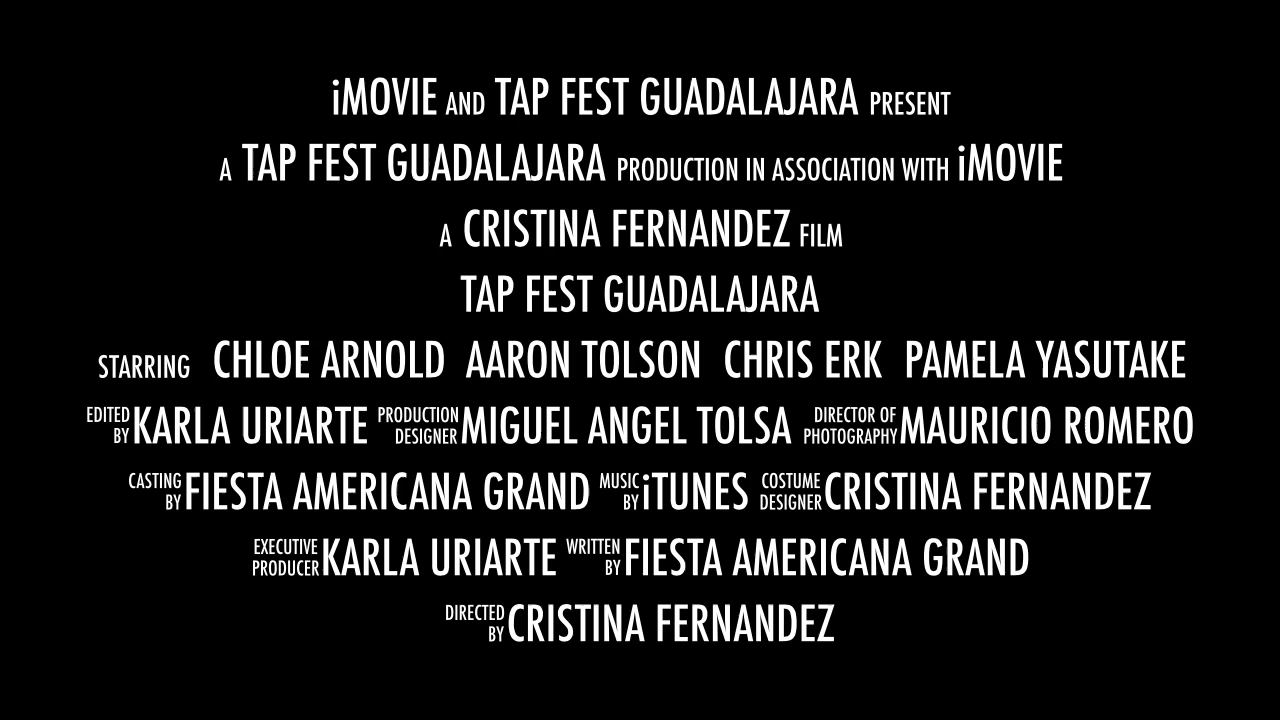 iMOVIE AND TAP FEST GUADALAJARA PRESENT
A TAP FEST GUADALAJARA PRODUCTION IN ASSOCIATION WITH iMOVIE
A CRISTINA FERNANDEZ FILM
TAP FEST GUADALAJARA
STARRING CHLOE ARNOLD AARON TOLSON CHRIS ERK PAMELA YASUTAKE
EDITED BY KARLA URIARTE PRODUCTION DESIGNER MIGUEL ANGEL TOLSA DIRECTOR OF PHOTOGRAPHY MAURICIO ROMERO
CASTING BY FIESTA AMERICANA GRAND MUSIC BY iTUNES COSTUME DESIGNER CRISTINA FERNANDEZ
EXECUTIVE PRODUCER KARLA URIARTE WRITTEN BY FIESTA AMERICANA GRAND
DIRECTED BY CRISTINA FERNANDEZ